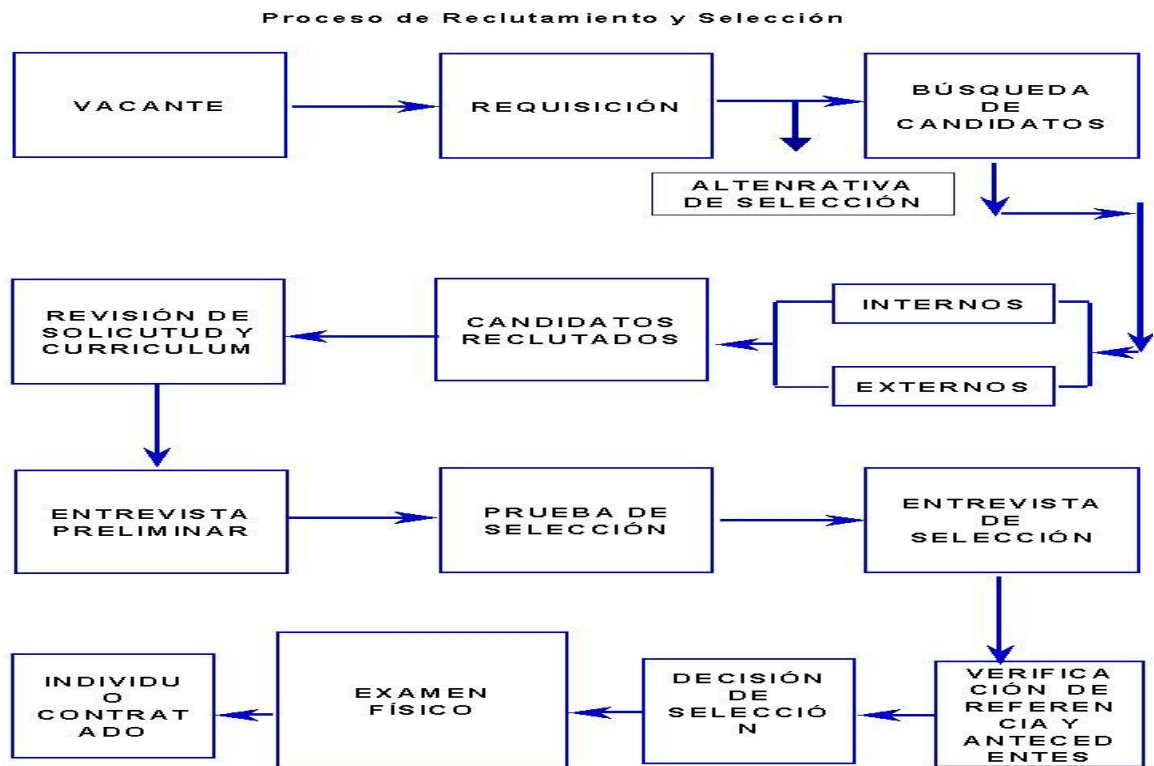 Proceso de Reclutamiento y Selección
VACANTE
REQUISICIÓN
BÚSQUEDA
DE
CANDIDATOS
ALTENRATIVA
DE SELECCIÓN
INTERNOS
EXTERNOS
CANDIDATOS
RECLUTADOS
REVISIÓN DE
SOLICUTUD Y
CURRICULUM
ENTREVISTA
PRELIMINAR
PRUEBA DE
SELECCIÓN
ENTREVISTA
DE
SELECCIÓN
VERIFICA
CIÓN DE
REFEREN
CIA Y
ANTECED
ENTES
DECISIÓN
DE
SELECCIÓ
N
EXAMEN
FÍSICO
INDIVIDU
O
CONTRAT
ADO